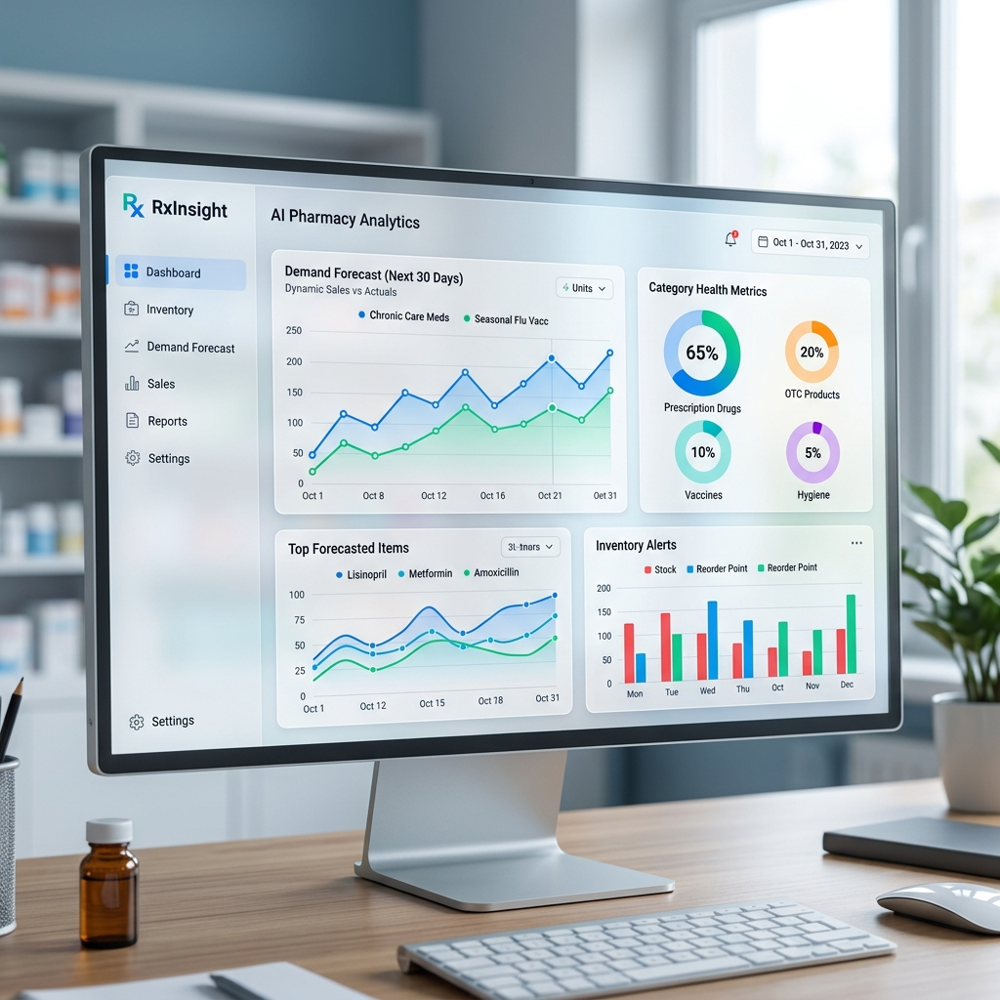 Rx RxInsight
Dashboard
Inventory
Demand Forecast
Sales
Reports
Settings
Settings
AI Pharmacy Analytics
Oct 1 - Oct 31, 2023
Demand Forecast (Next 30 Days)
Dynamic Sales vs Actuals
Units
Chronic Care Meds Seasonal Flu Vacc
250
200
150
100
50
0
Oct 1 Oct 8 Oct 12 Oct 16 Oct 21 Oct 31
Category Health Metrics
65%
Prescription Drugs
20%
OTC Products
10%
Vaccines
5%
Hygiene
Top Forecasted Items
Lisinopril Metformin Amoxicillin
100
75
50
25
0
Oct 1 Oct 12 Oct 15 Oct 31
Inventory Alerts
Stock Reorder Point Reorder Point
200
150
100
50
0
Mon Tue Wed Thu Oct Nov Dec